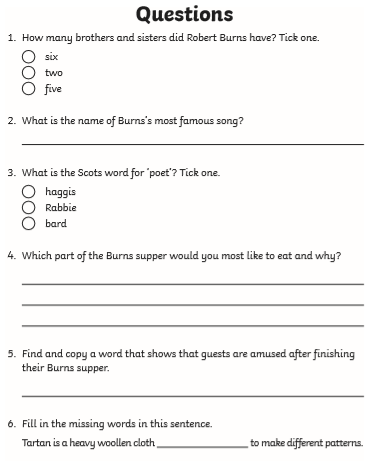 Questions
1. How many brothers and sisters did Robert Burns have? Tick one.
six
two
five
2. What is the name of Burns's most famous song?
3. What is the Scots word for 'poet'? Tick one.
haggis
Rabbie
bard
4. Which part of the Burns supper would you most like to eat and why?
5. Find and copy a word that shows that guests are amused after finishing
their Burns supper.
6. Fill in the missing words in this sentence.
Tartan is a heavy woollen cloth ____________ to make different patterns.